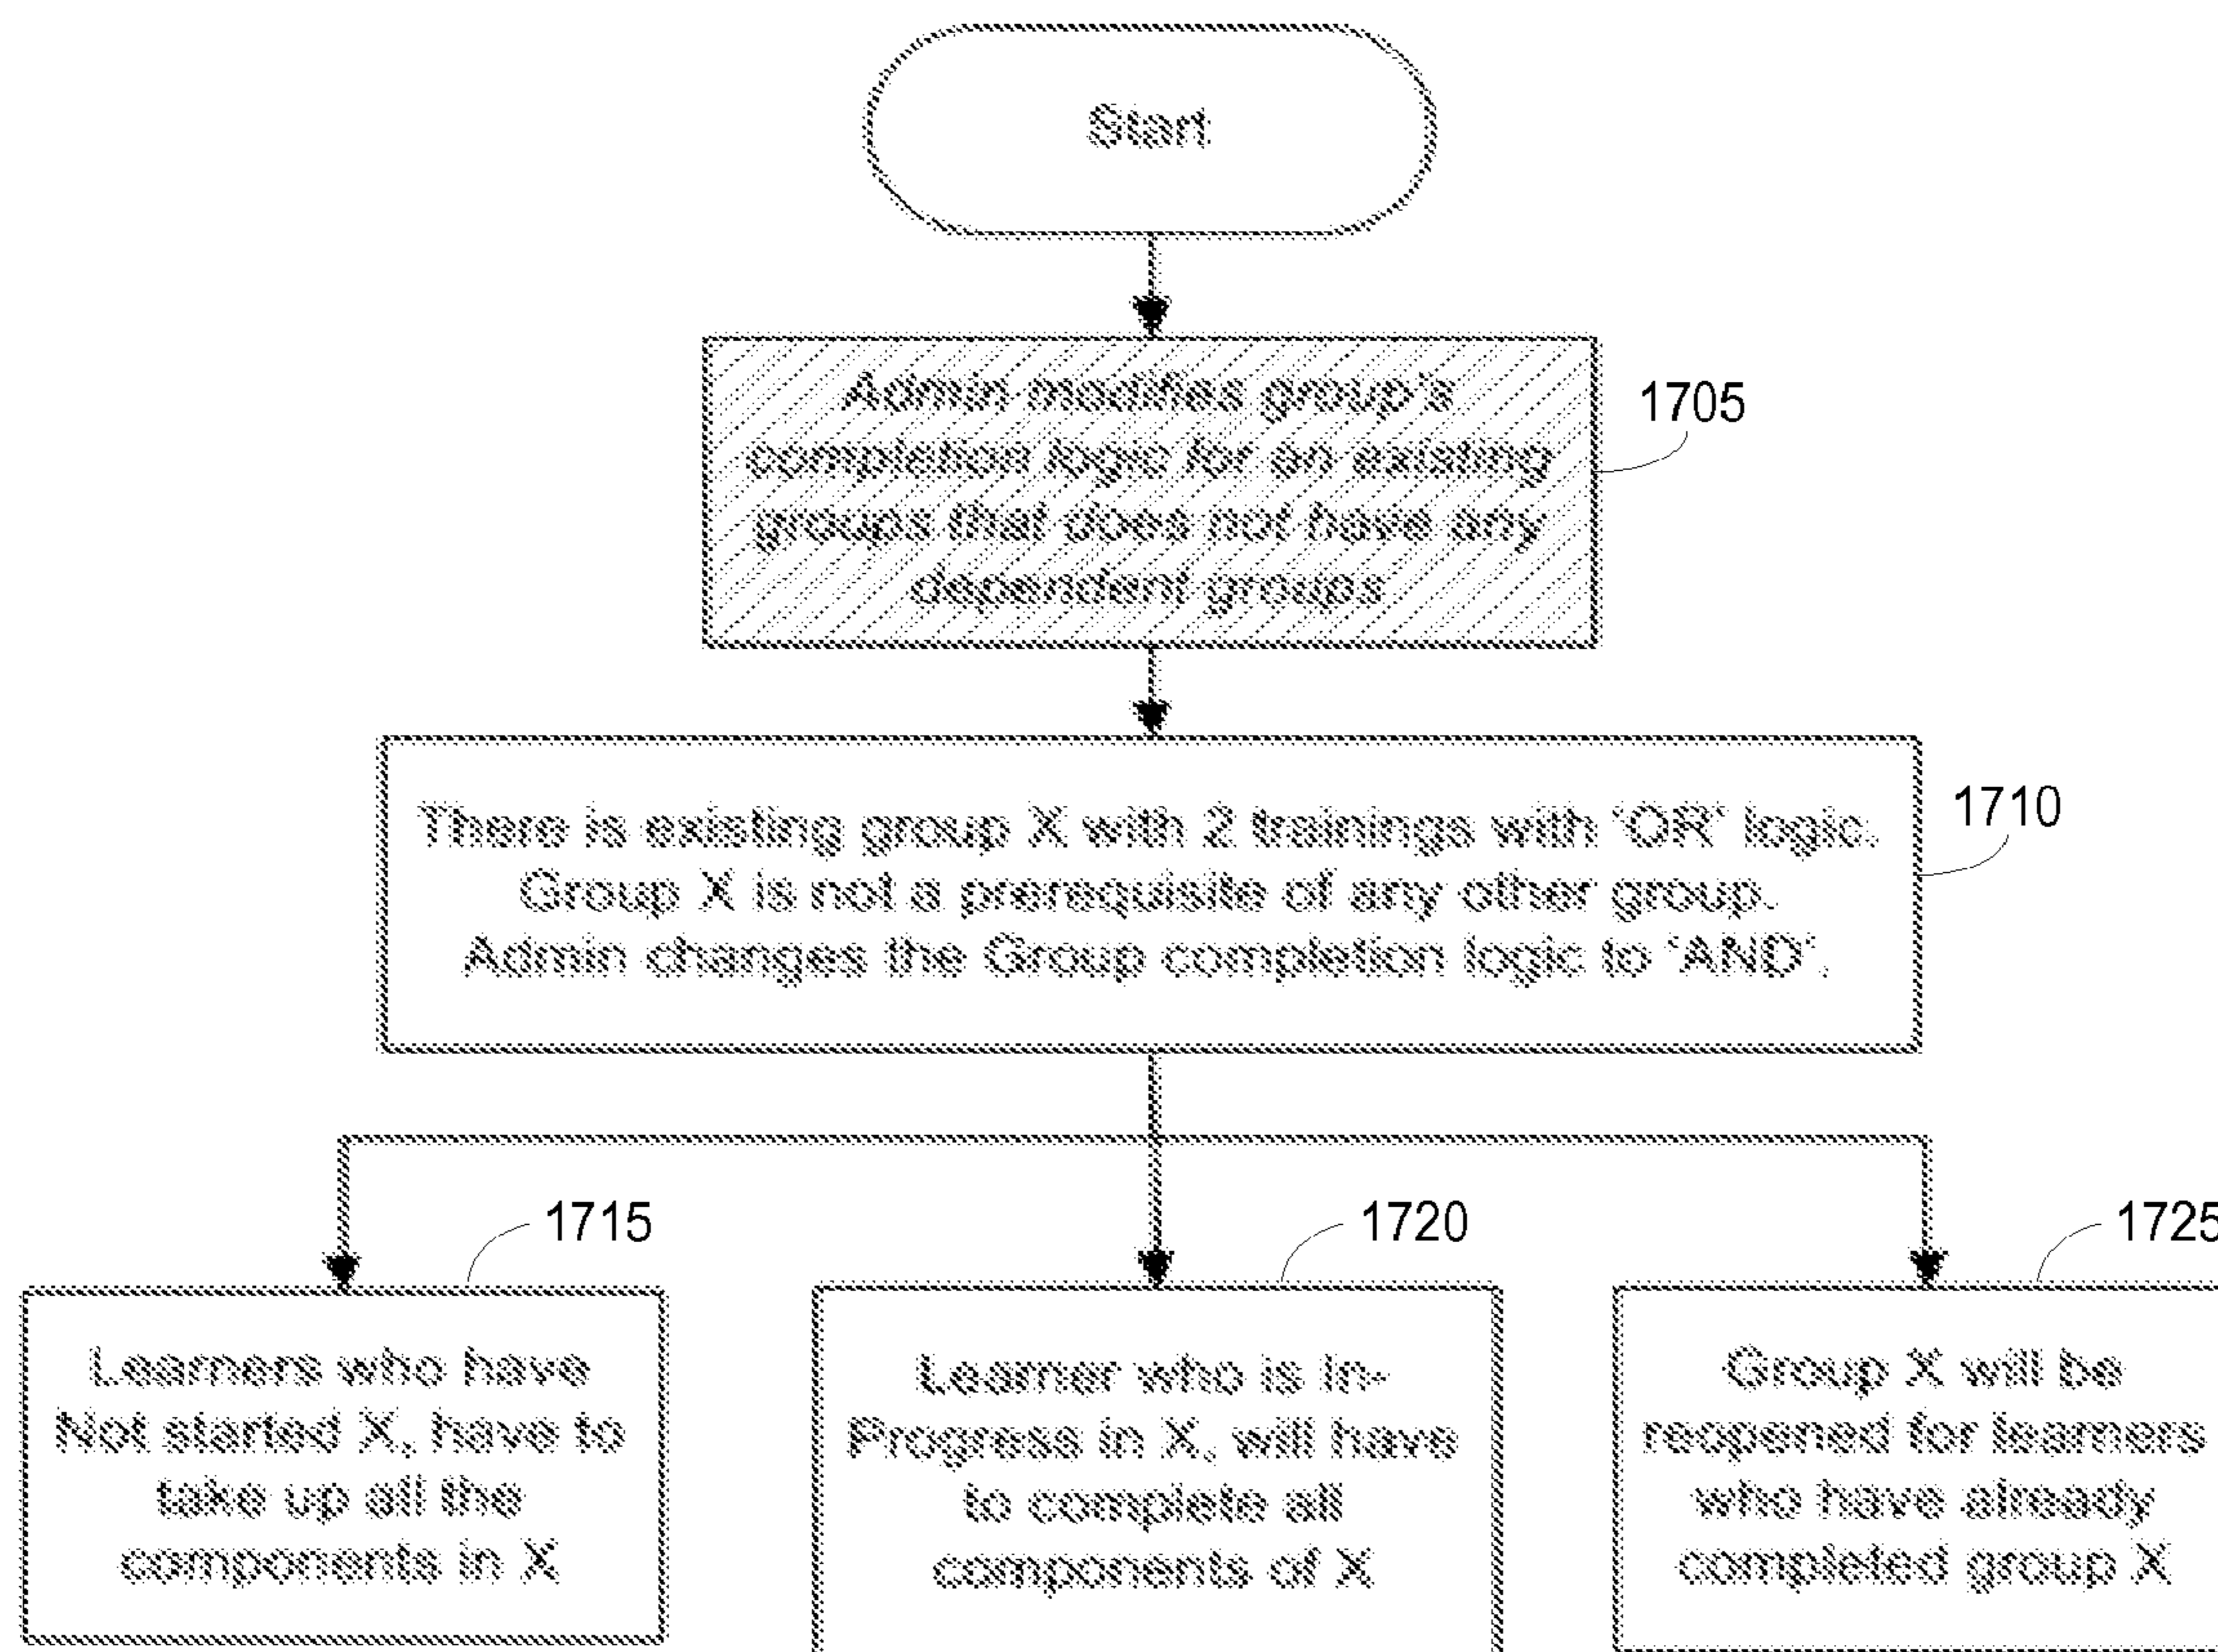 Start
Admin modifies group's
completion logic for an existing
groups that does not have any
dependent groups
1705
There is existing group X with 2 trainings with 'OR' logic.
Group X is not a prerequisite of any other group.
Admin changes the Group completion logic to 'AND'.
1710
1715
Learners who have
Not started X, have to
take up all the
components in X
1720
Learner who is In-
Progress in X, will have
to complete all
components of X
1725
Group X will be
reopened for learners
who have already
completed group X